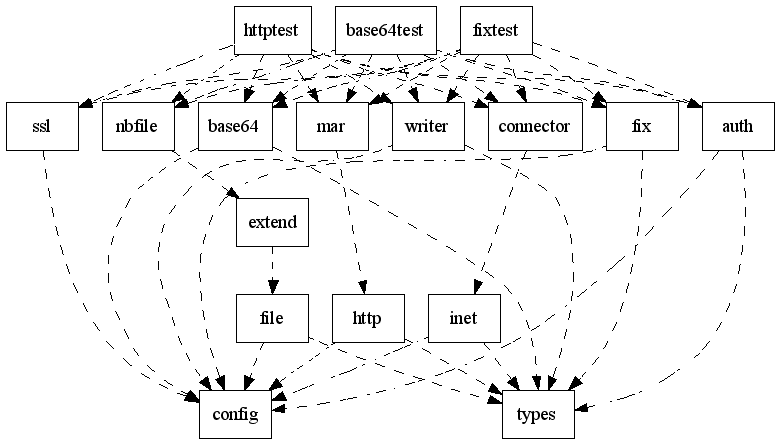 httptest
base64test
fixtest
ssl
nbfile
base64
mar
writer
connector
fix
auth
extend
file
http
inet
config
types